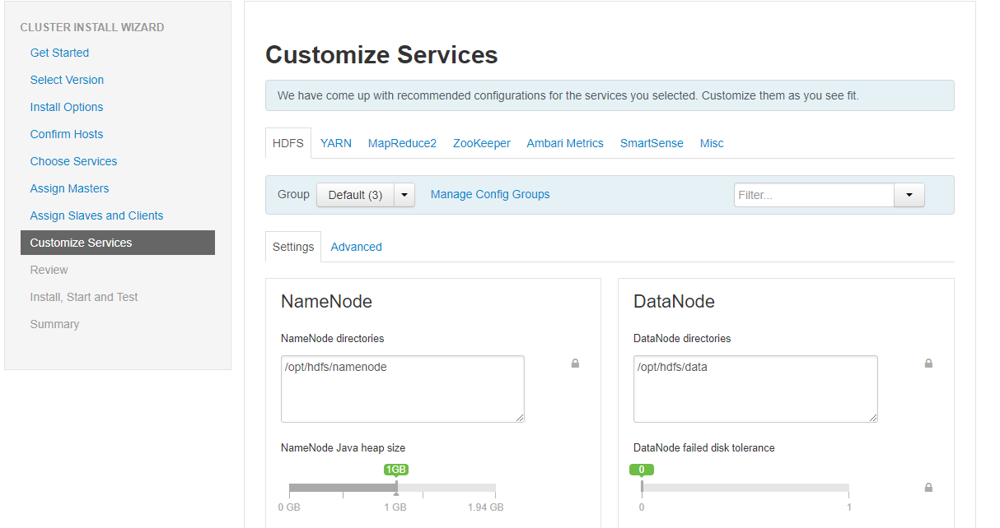 CLUSTER INSTALL WIZARD
Get Started
Select Version
Install Options
Confirm Hosts
Choose Services
Assign Masters
Assign Slaves and Clients
Customize Services
Review
Install, Start and Test
Summary
Customize Services
We have come up with recommended configurations for the services you selected. Customize them as you see fit.
HDFS YARN MapReduce2 ZooKeeper Ambari Metrics SmartSense Misc
Group Default (3) Manage Config Groups Filter...
Settings Advanced
NameNode
NameNode directories
/opt/hdfs/namenode
NameNode Java heap size
1GB
0 GB 1 GB 1.94 GB
DataNode
DataNode directories
/opt/hdfs/data
DataNode failed disk tolerance
0
0 1